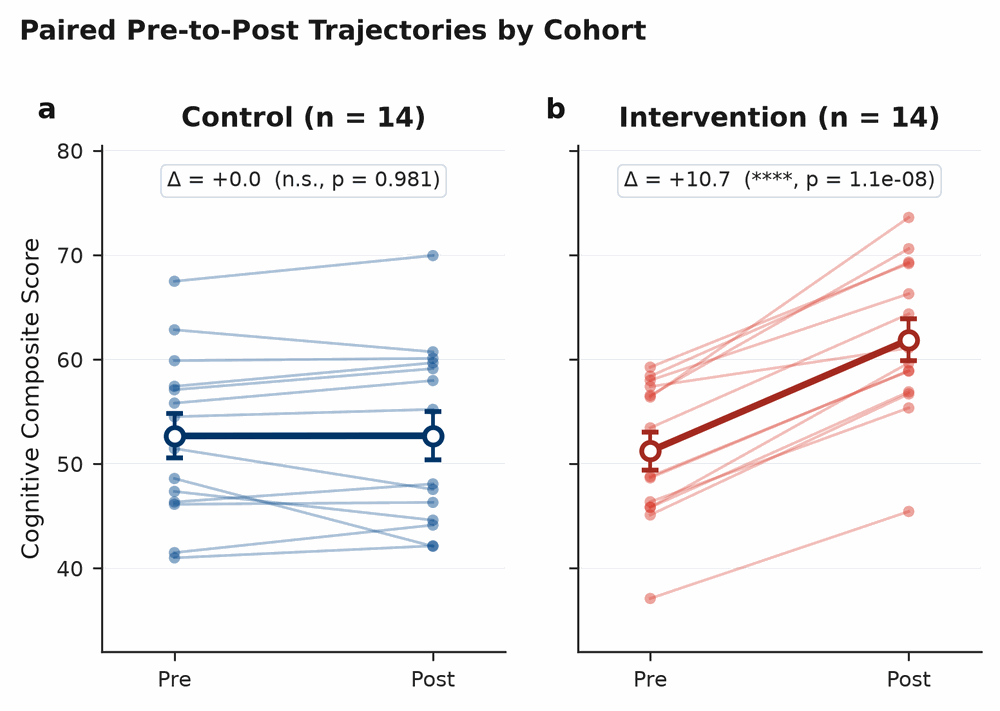 Paired Pre-to-Post Trajectories by Cohort
a
Control (n = 14)
Δ = +0.0  (n.s., p = 0.981)
Cognitive Composite Score
80
70
60
50
40
Pre
Post
b
Intervention (n = 14)
Δ = +10.7  (****, p = 1.1e-08)
Pre
Post